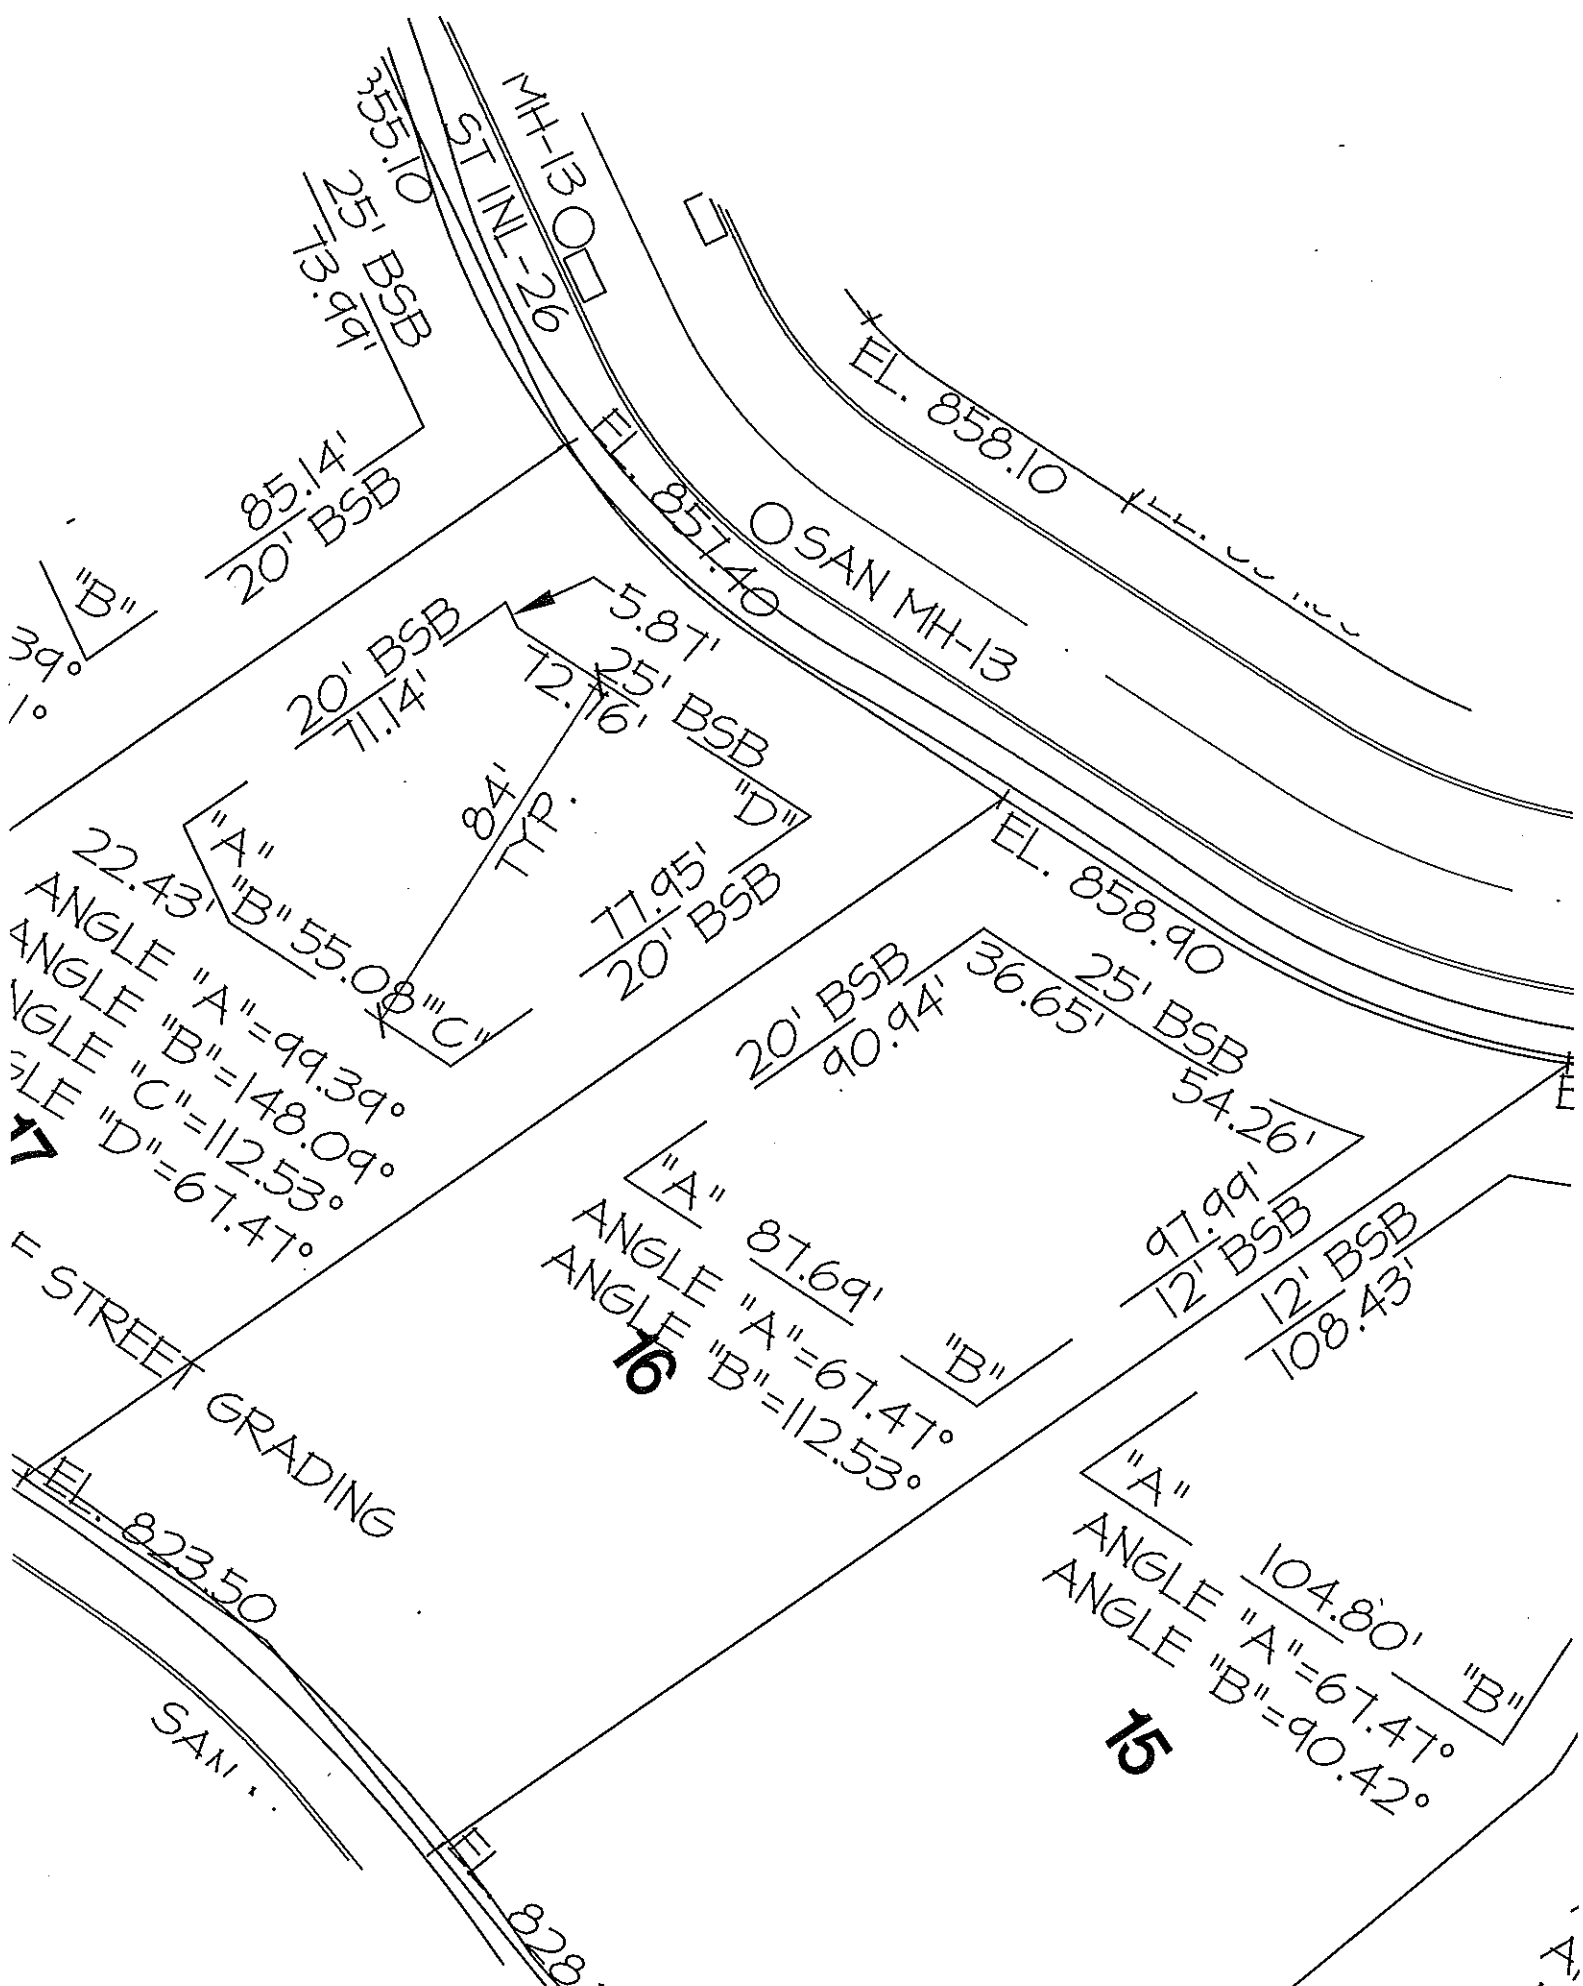 MH-13
ST INL-26
25' BSB
73.99'
EL. 858.10
EL. 857.40
SAN MH-13
85.14'
20' BSB
"B"
5.87'
25' BSB
72.76'
20' BSB
71.14'
84'
TYP.
"D"
77.95'
20' BSB
"A"
22.43'
"B"
55.08'
"C"
ANGLE "A"=99.39°
ANGLE "B"=148.09°
ANGLE "C"=112.53°
ANGLE "D"=67.47°
17
EL. 858.90
20' BSB
90.94'
36.65'
25' BSB
54.26'
97.99'
12' BSB
"A"
87.69'
"B"
ANGLE "A"=67.47°
ANGLE "B"=112.53°
16
12' BSB
108.43'
"A"
104.80'
"B"
ANGLE "A"=67.47°
ANGLE "B"=90.42°
15
STREET GRADING
EL. 823.50